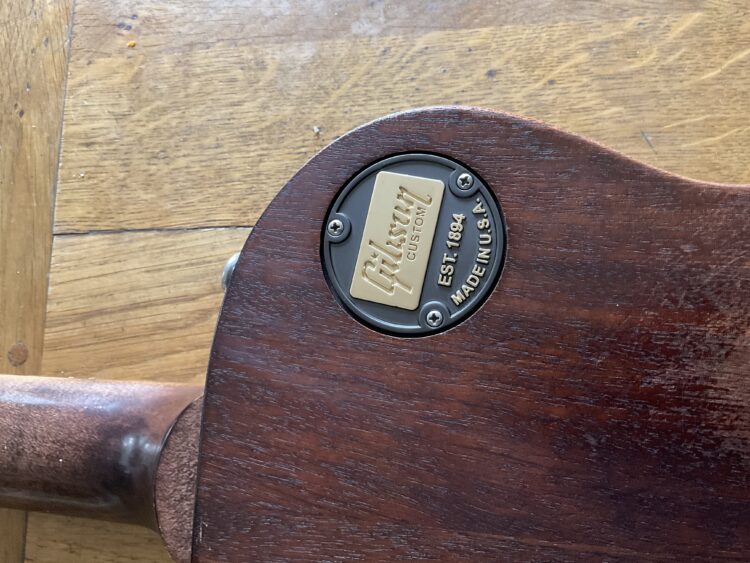 Gibson
CUSTOM
EST. 1894
MADE IN U.S.A.